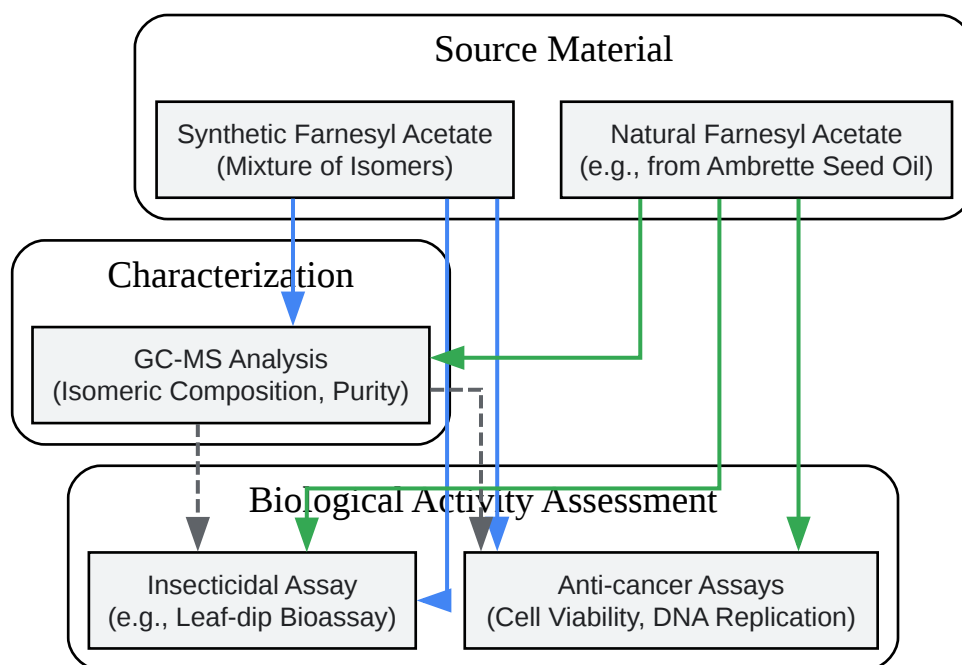 Source Material
Synthetic Farnesyl Acetate
(Mixture of Isomers)
Natural Farnesyl Acetate
(e.g., from Ambrette Seed Oil)
Characterization
GC-MS Analysis
(Isomeric Composition, Purity)
Biological Activity Assessment
Insecticidal Assay
(e.g., Leaf-dip Bioassay)
Anti-cancer Assays
(Cell Viability, DNA Replication)